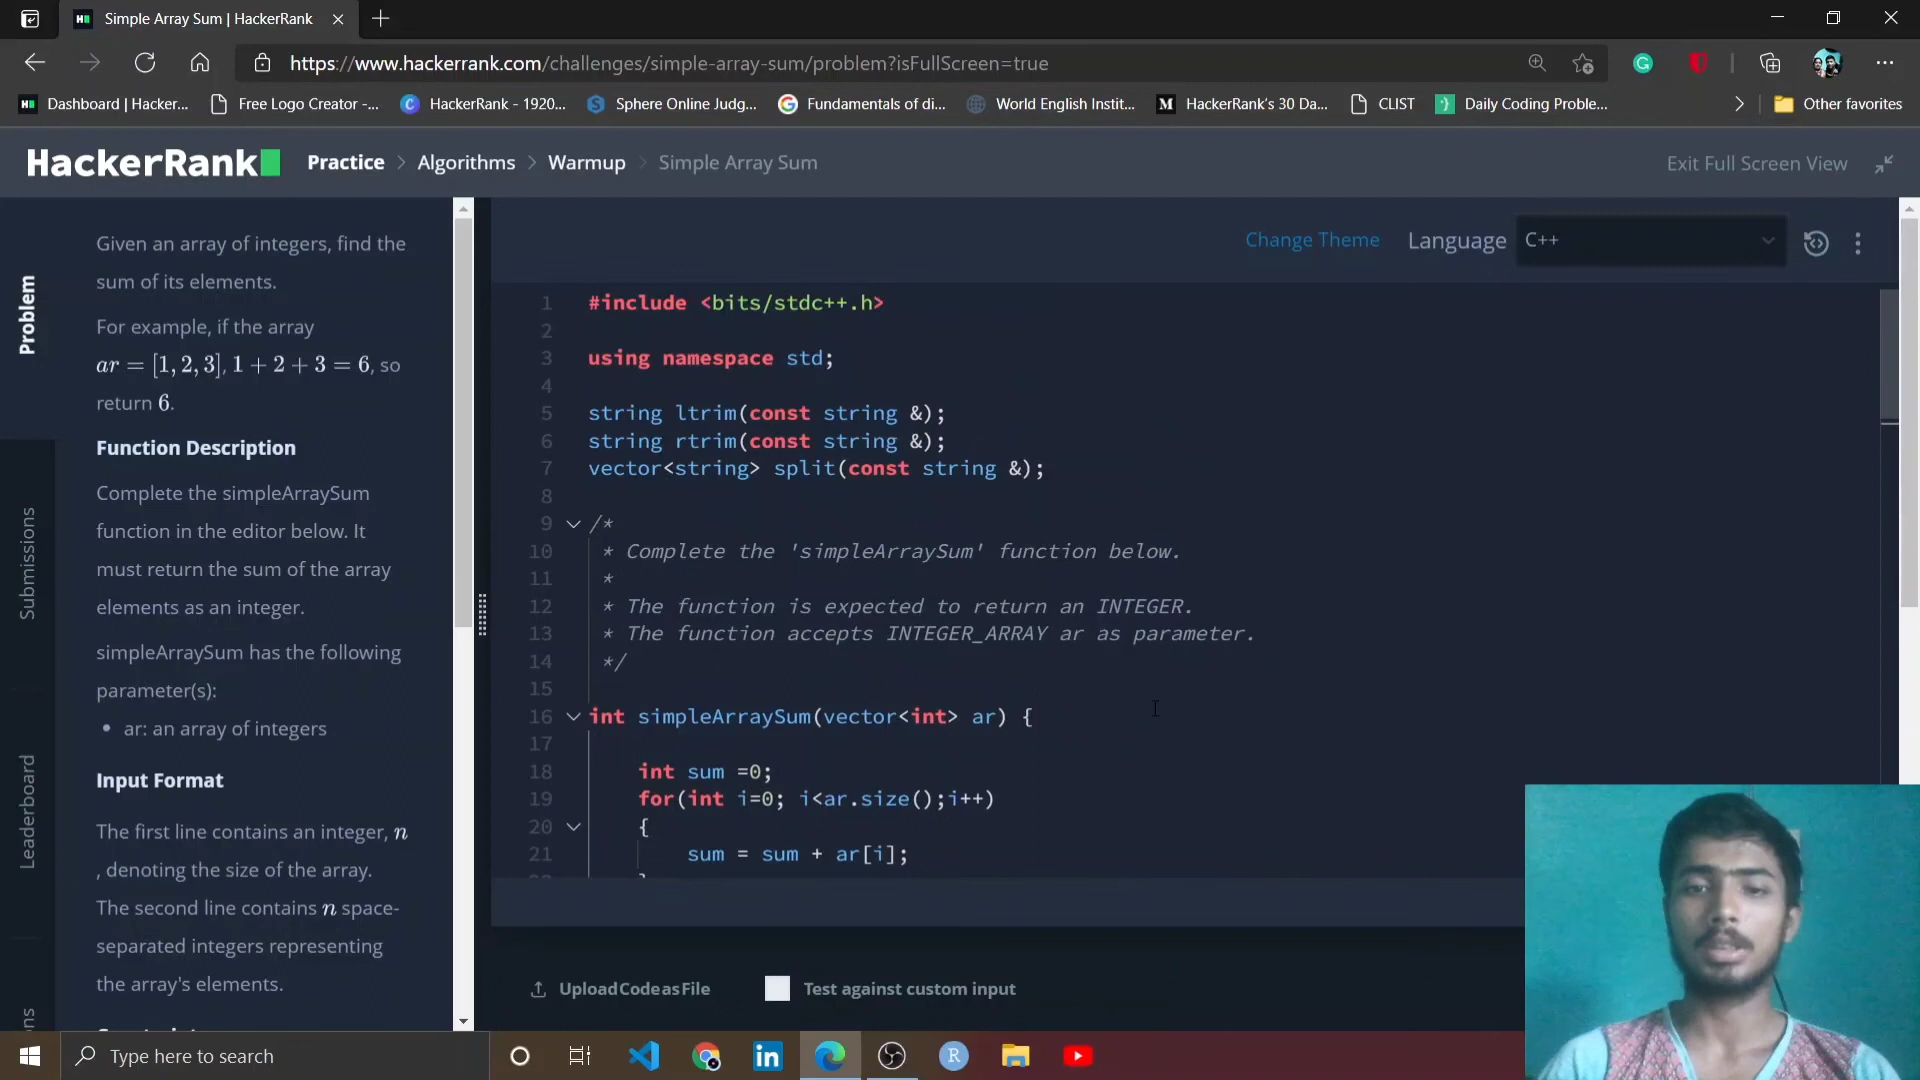 Simple Array Sum | HackerRank
https://www.hackerrank.com/challenges/simple-array-sum/problem?isFullScreen=true
Dashboard | Hacker...
Free Logo Creator -...
HackerRank - 1920...
Sphere Online Judg...
Fundamentals of di...
World English Instit...
HackerRank's 30 Da...
CLIST
Daily Coding Proble...
Other favorites
HackerRank
Practice > Algorithms > Warmup > Simple Array Sum
Exit Full Screen View
Problem
Submissions
Leaderboard
Given an array of integers, find the
sum of its elements.
For example, if the array
ar = [1, 2, 3], 1 + 2 + 3 = 6, so
return 6.
Function Description
Complete the simpleArraySum
function in the editor below. It
must return the sum of the array
elements as an integer.
simpleArraySum has the following
parameter(s):
• ar: an array of integers
Input Format
The first line contains an integer, n
, denoting the size of the array.
The second line contains n space-
separated integers representing
the array's elements.
Change Theme
Language
C++
1 #include <bits/stdc++.h>
2
3 using namespace std;
4
5 string ltrim(const string &);
6 string rtrim(const string &);
7 vector<string> split(const string &);
8
9 /*
10 * Complete the 'simpleArraySum' function below.
11 *
12 * The function is expected to return an INTEGER.
13 * The function accepts INTEGER_ARRAY ar as parameter.
14 */
15
16 int simpleArraySum(vector<int> ar) {
17
18 int sum =0;
19 for(int i=0; i<ar.size();i++)
20 {
21 sum = sum + ar[i];
Upload Code as File
Test against custom input
Type here to search